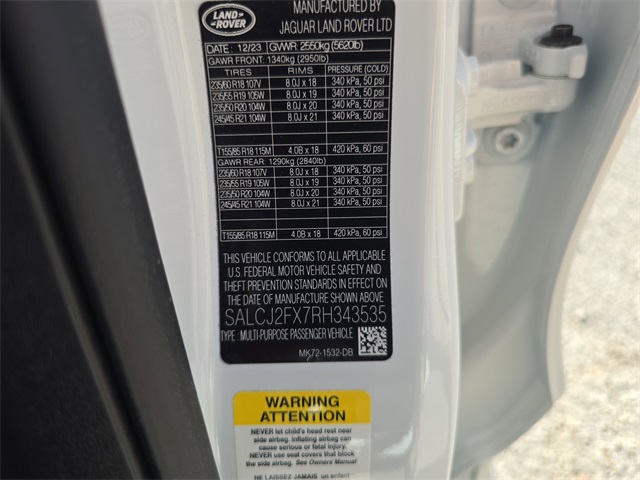 LAND ROVER
MANUFACTURED BY
JAGUAR LAND ROVER LTD
DATE: 12/23 GVWR 2550kg (5620lb)
GAWR FRONT: 1340kg (2950lb)
TIRES RIMS PRESSURE (COLD)
235/60 R18 107V 8.0J x 18 340 kPa, 50 psi
235/55 R19 105W 8.0J x 19 340 kPa, 50 psi
235/50 R20 104W 8.0J x 20 340 kPa, 50 psi
245/45 R21 104W 8.0J x 21 340 kPa, 50 psi
T155/85 R18 115M 4.0B x 18 420 kPa, 60 psi
GAWR REAR: 1290kg (2840lb)
235/60 R18 107V 8.0J x 18 340 kPa, 50 psi
235/55 R19 105W 8.0J x 19 340 kPa, 50 psi
235/50 R20 104W 8.0J x 20 340 kPa, 50 psi
245/45 R21 104W 8.0J x 21 340 kPa, 50 psi
T155/85 R18 115M 4.0B x 18 420 kPa, 60 psi
THIS VEHICLE CONFORMS TO ALL APPLICABLE
U.S. FEDERAL MOTOR VEHICLE SAFETY AND
THEFT PREVENTION STANDARDS IN EFFECT
ON THE DATE OF MANUFACTURE SHOWN ABOVE
SALCJ2FX7RH343535
TYPE : MULTI-PURPOSE PASSENGER VEHICLE
MK72-1532-DB
WARNING
ATTENTION
NEVER let child's head rest near
side airbag. Inflating airbag can
cause serious or fatal injury.
NEVER use seat covers that block
the side airbag. See Owners Manual
NE LAISSEZ JAMAIS un enfant